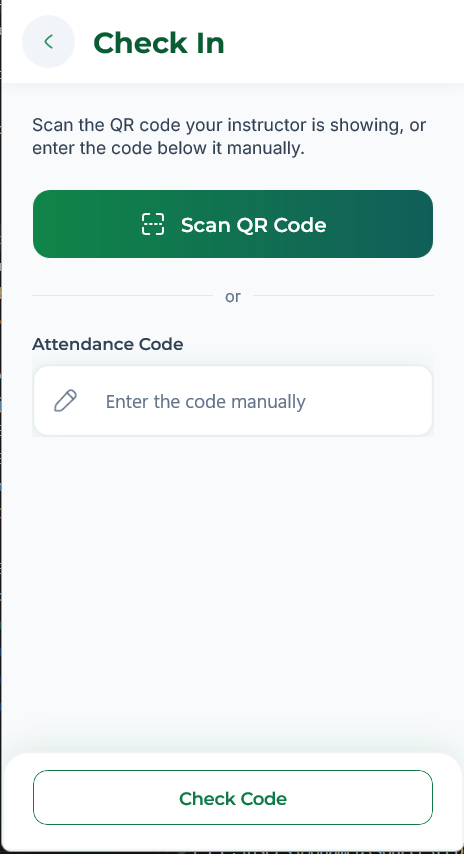 Check In
Scan the QR code your instructor is showing, or
enter the code below it manually.
Scan QR Code
or
Attendance Code
Enter the code manually
Check Code